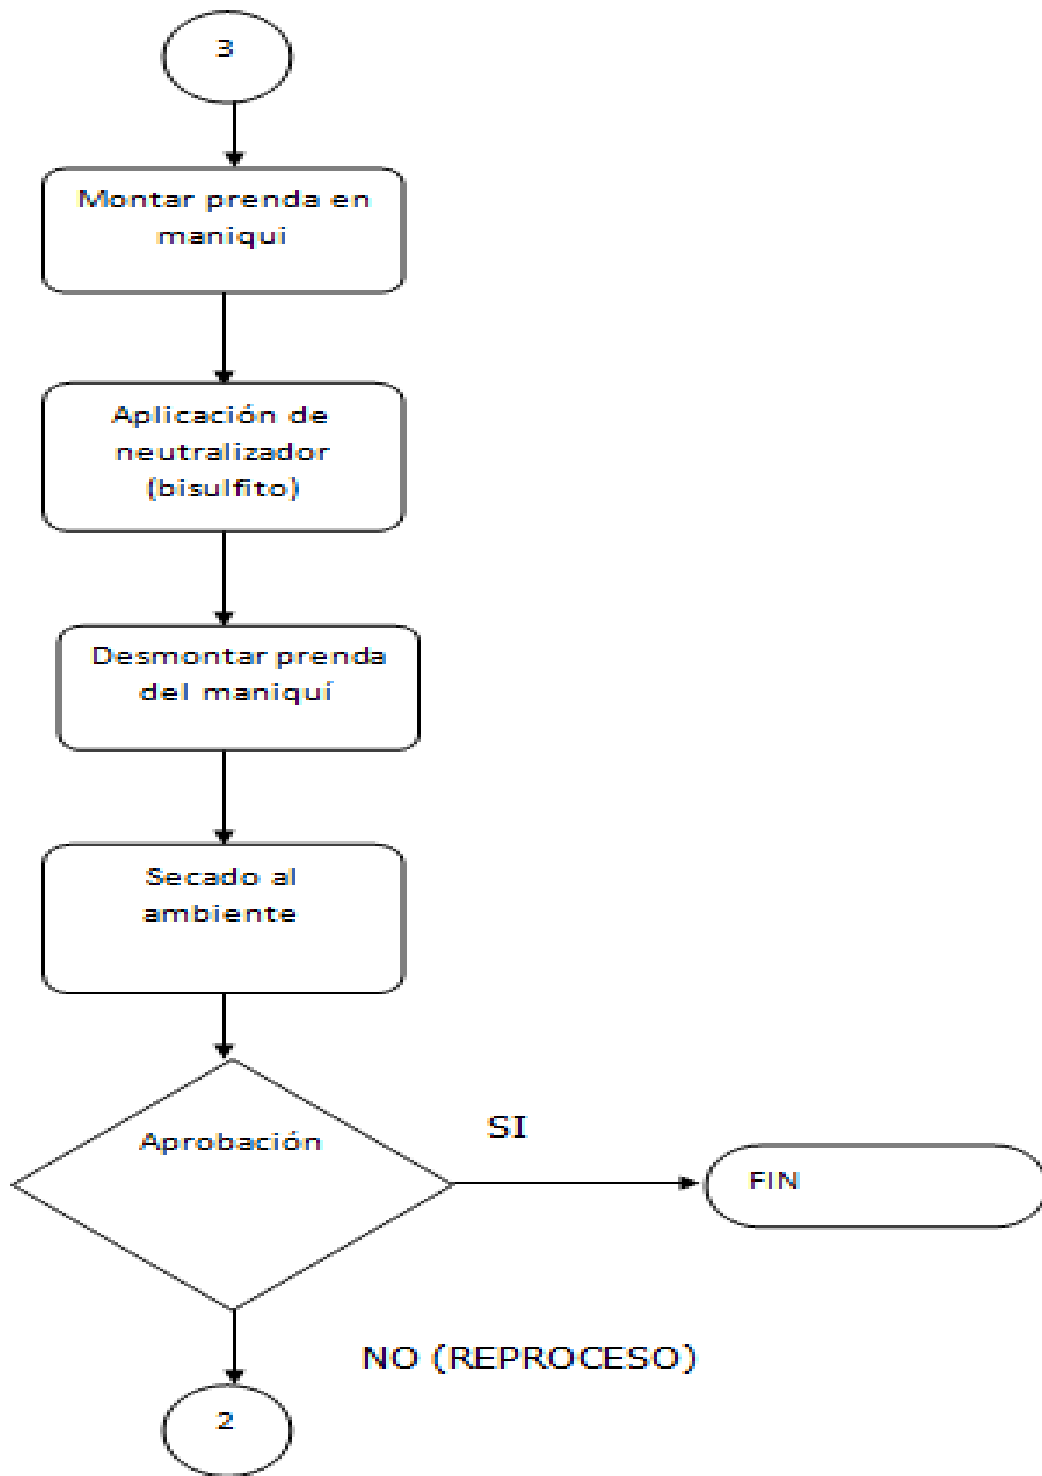 3
Montar prenda en
maniqui
Aplicación de
neutralizador
(bisulfito)
Desmontar prenda
del maniquí
Secado al
ambiente
Aprobación
SI
FIN
NO (REPROCESO)
2